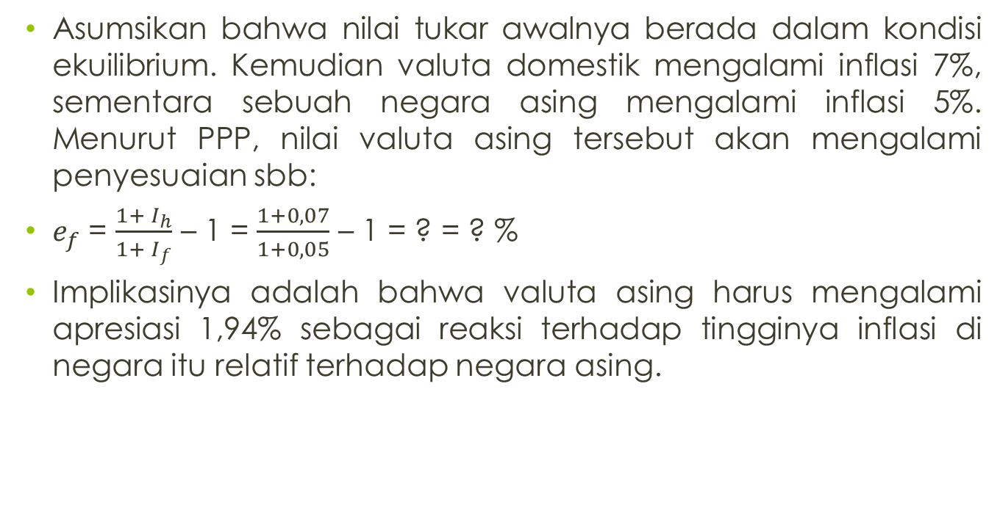 • Asumsikan bahwa nilai tukar awalnya berada dalam kondisi
ekuilibrium. Kemudian valuta domestik mengalami inflasi 7%,
sementara sebuah negara asing mengalami inflasi 5%.
Menurut PPP, nilai valuta asing tersebut akan mengalami
penyesuaian sbb:
• e_f = \frac{1+ I_h}{1+ I_f} – 1 = \frac{1+0,07}{1+0,05} – 1 = ? = ? %
• Implikasinya adalah bahwa valuta asing harus mengalami
apresiasi 1,94% sebagai reaksi terhadap tingginya inflasi di
negara itu relatif terhadap negara asing.